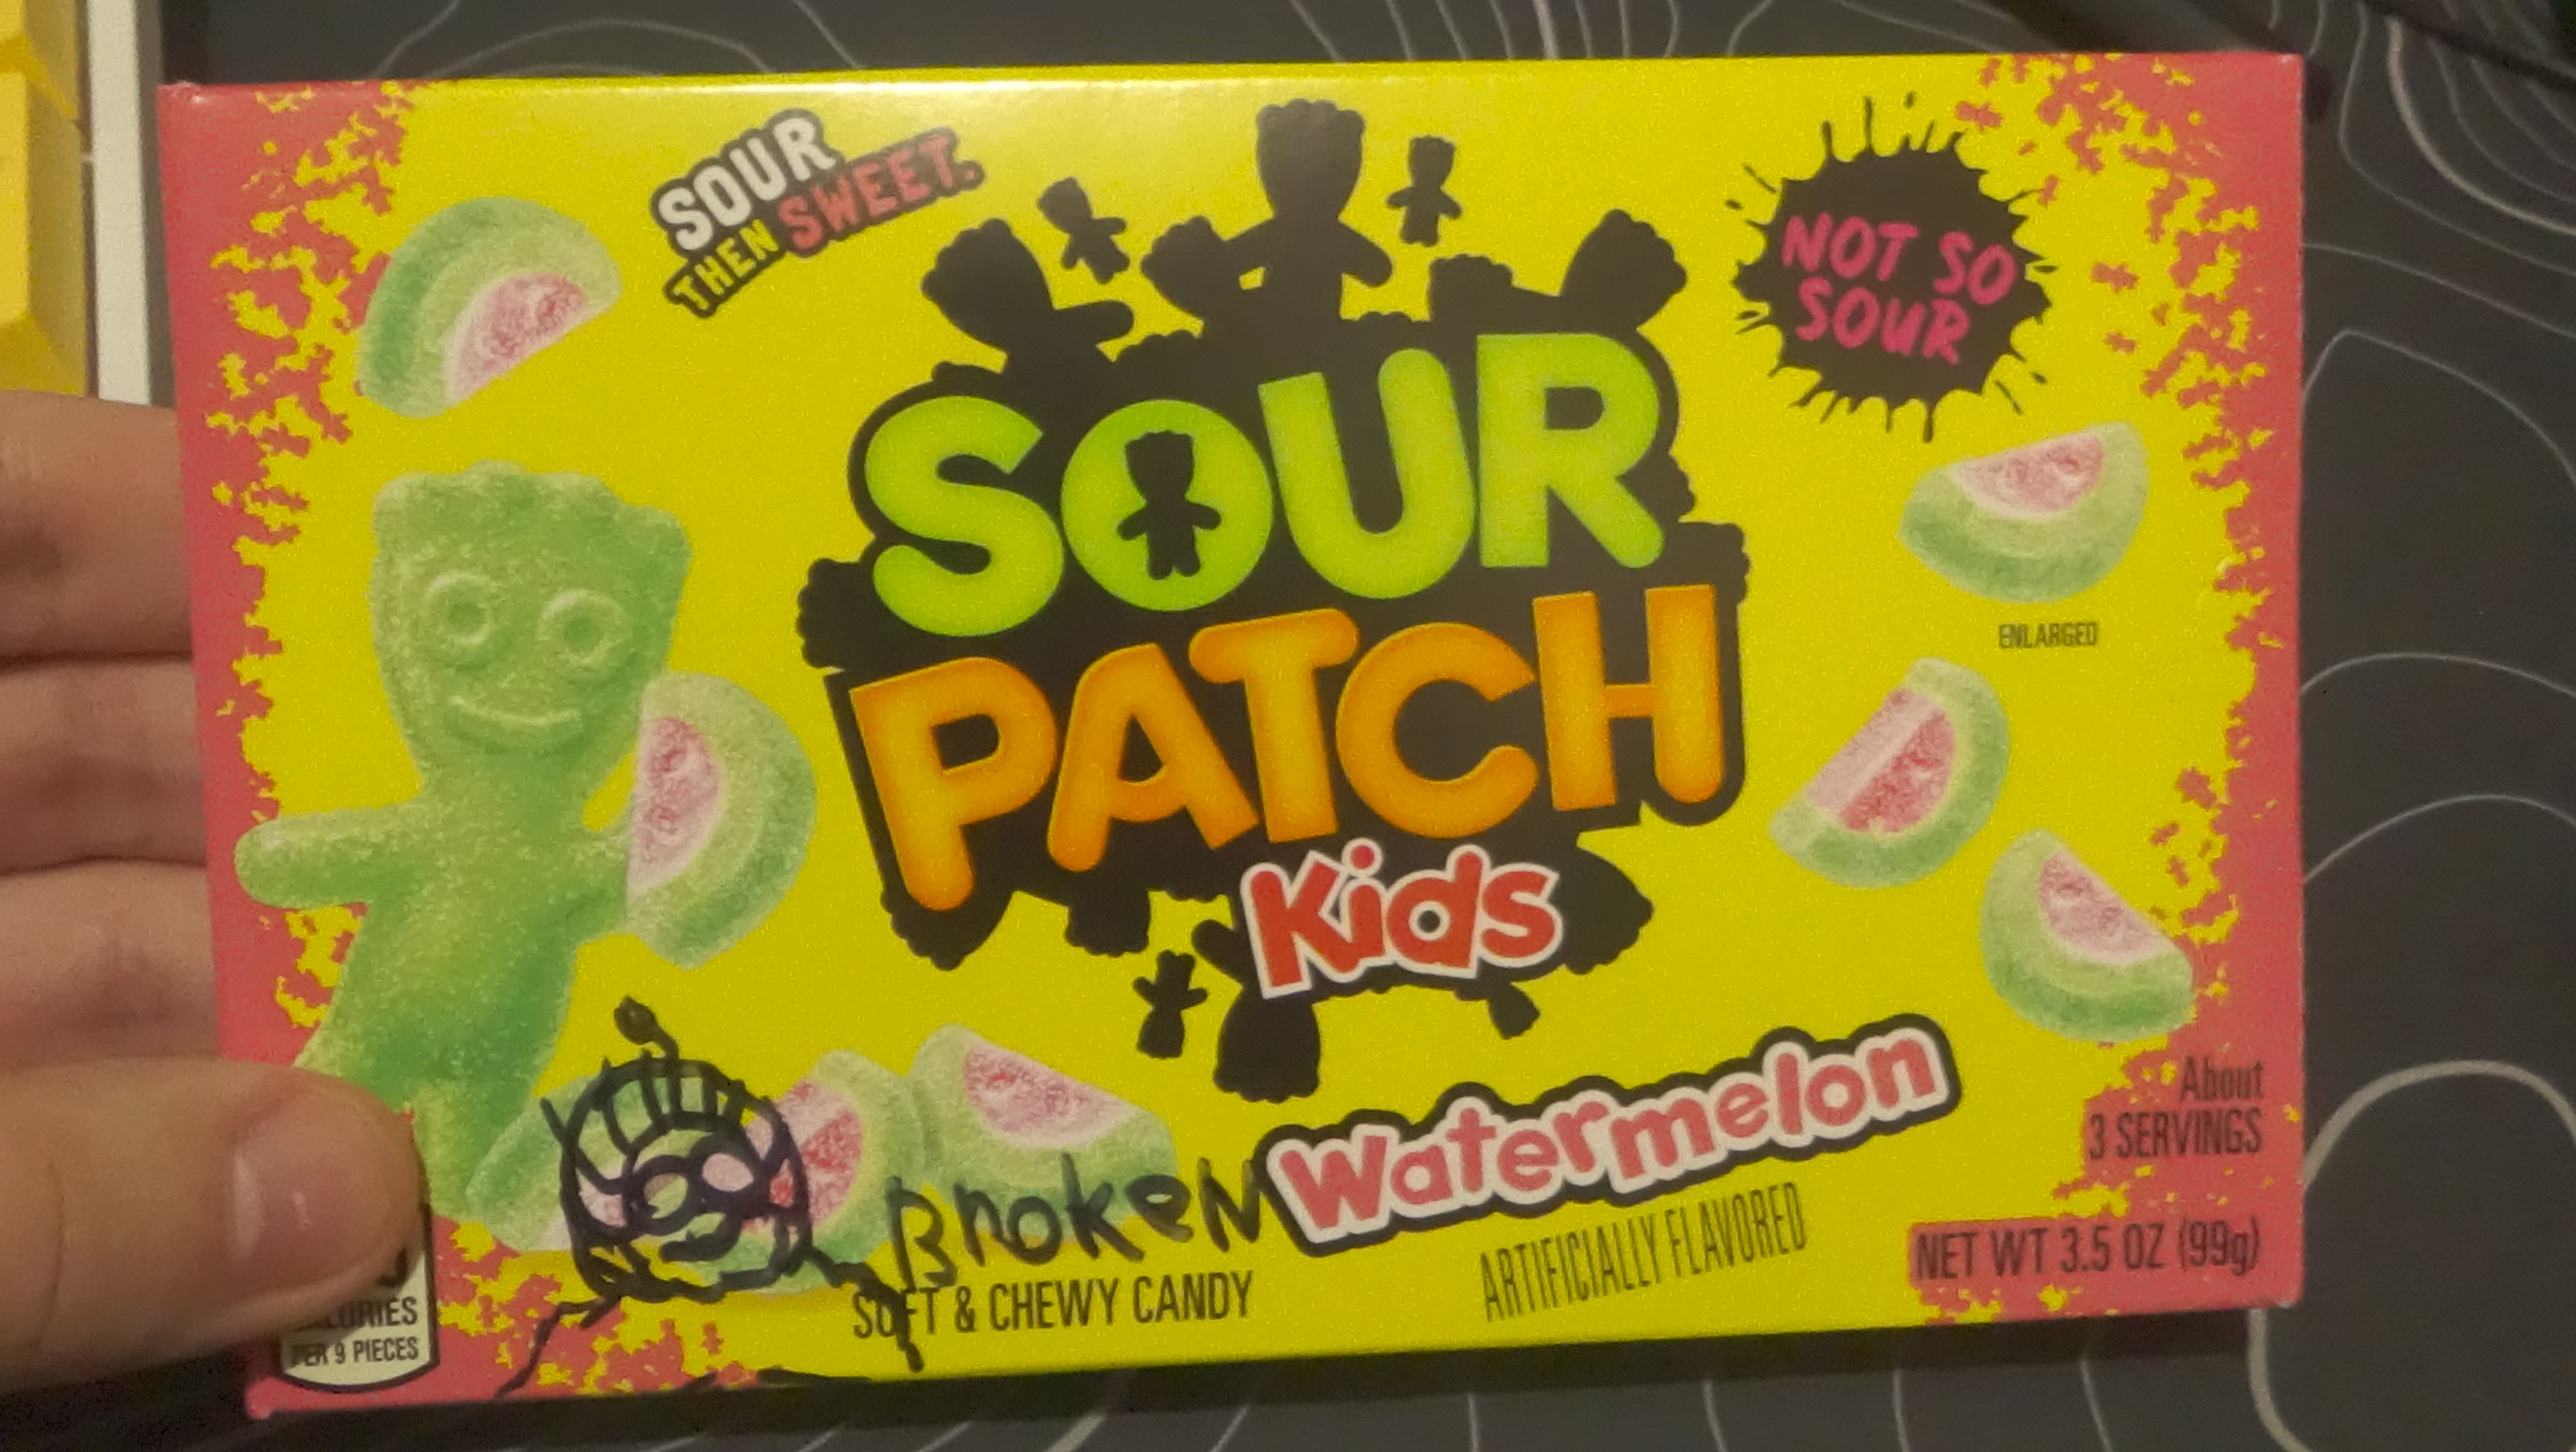 SOUR
THEN SWEET.
NOT SO
SOUR
SOUR
PATCH
Kids
ENLARGED
Broken Watermelon
ARTIFICIALLY FLAVORED
SOFT & CHEWY CANDY
About
3 SERVINGS
NET WT 3.5 OZ (99g)
CALORIES
PER 9 PIECES